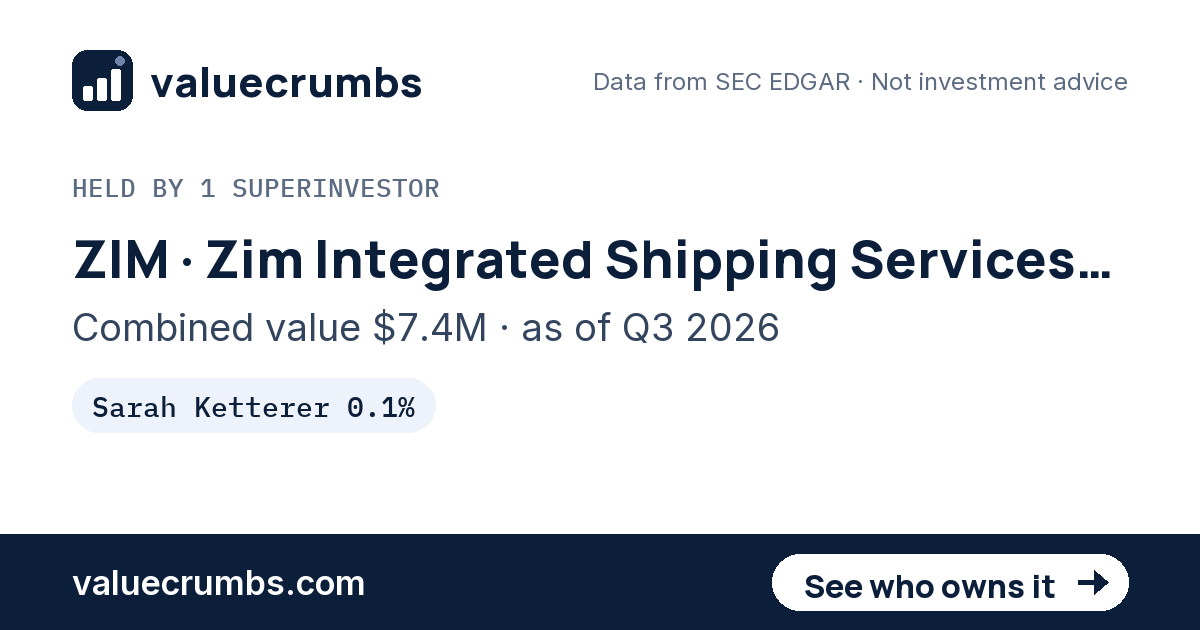 valuecrumbs
Data from SEC EDGAR · Not investment advice
HELD BY 1 SUPERINVESTOR
ZIM · Zim Integrated Shipping Services…
Combined value $7.4M · as of Q3 2026
Sarah Ketterer 0.1%
valuecrumbs.com
See who owns it →